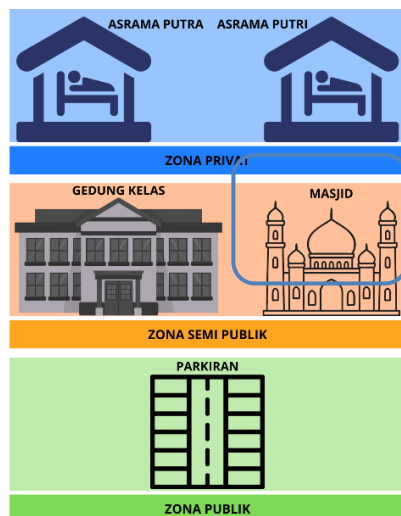 ASRAMA PUTRA ASRAMA PUTRI
ZONA PRIVAT
GEDUNG KELAS
MASJID
ZONA SEMI PUBLIK
PARKIRAN
ZONA PUBLIK